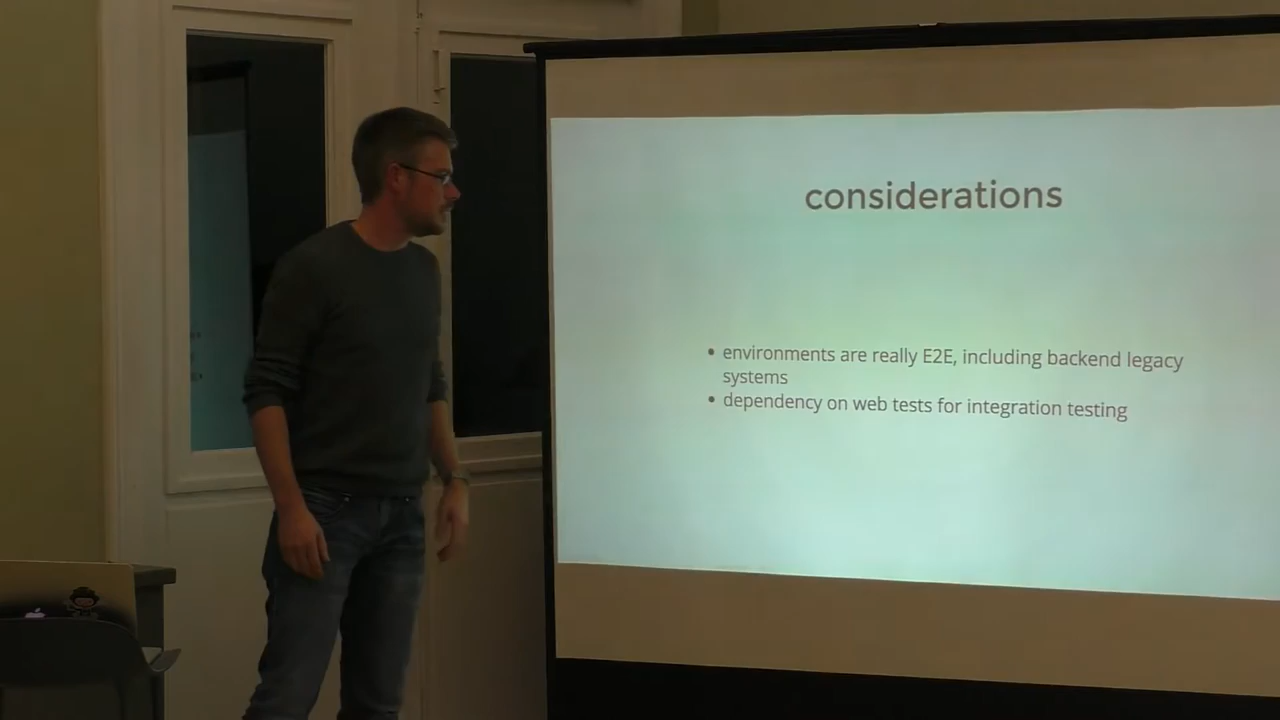 considerations
• environments are really E2E, including backend legacy
systems
• dependency on web tests for integration testing